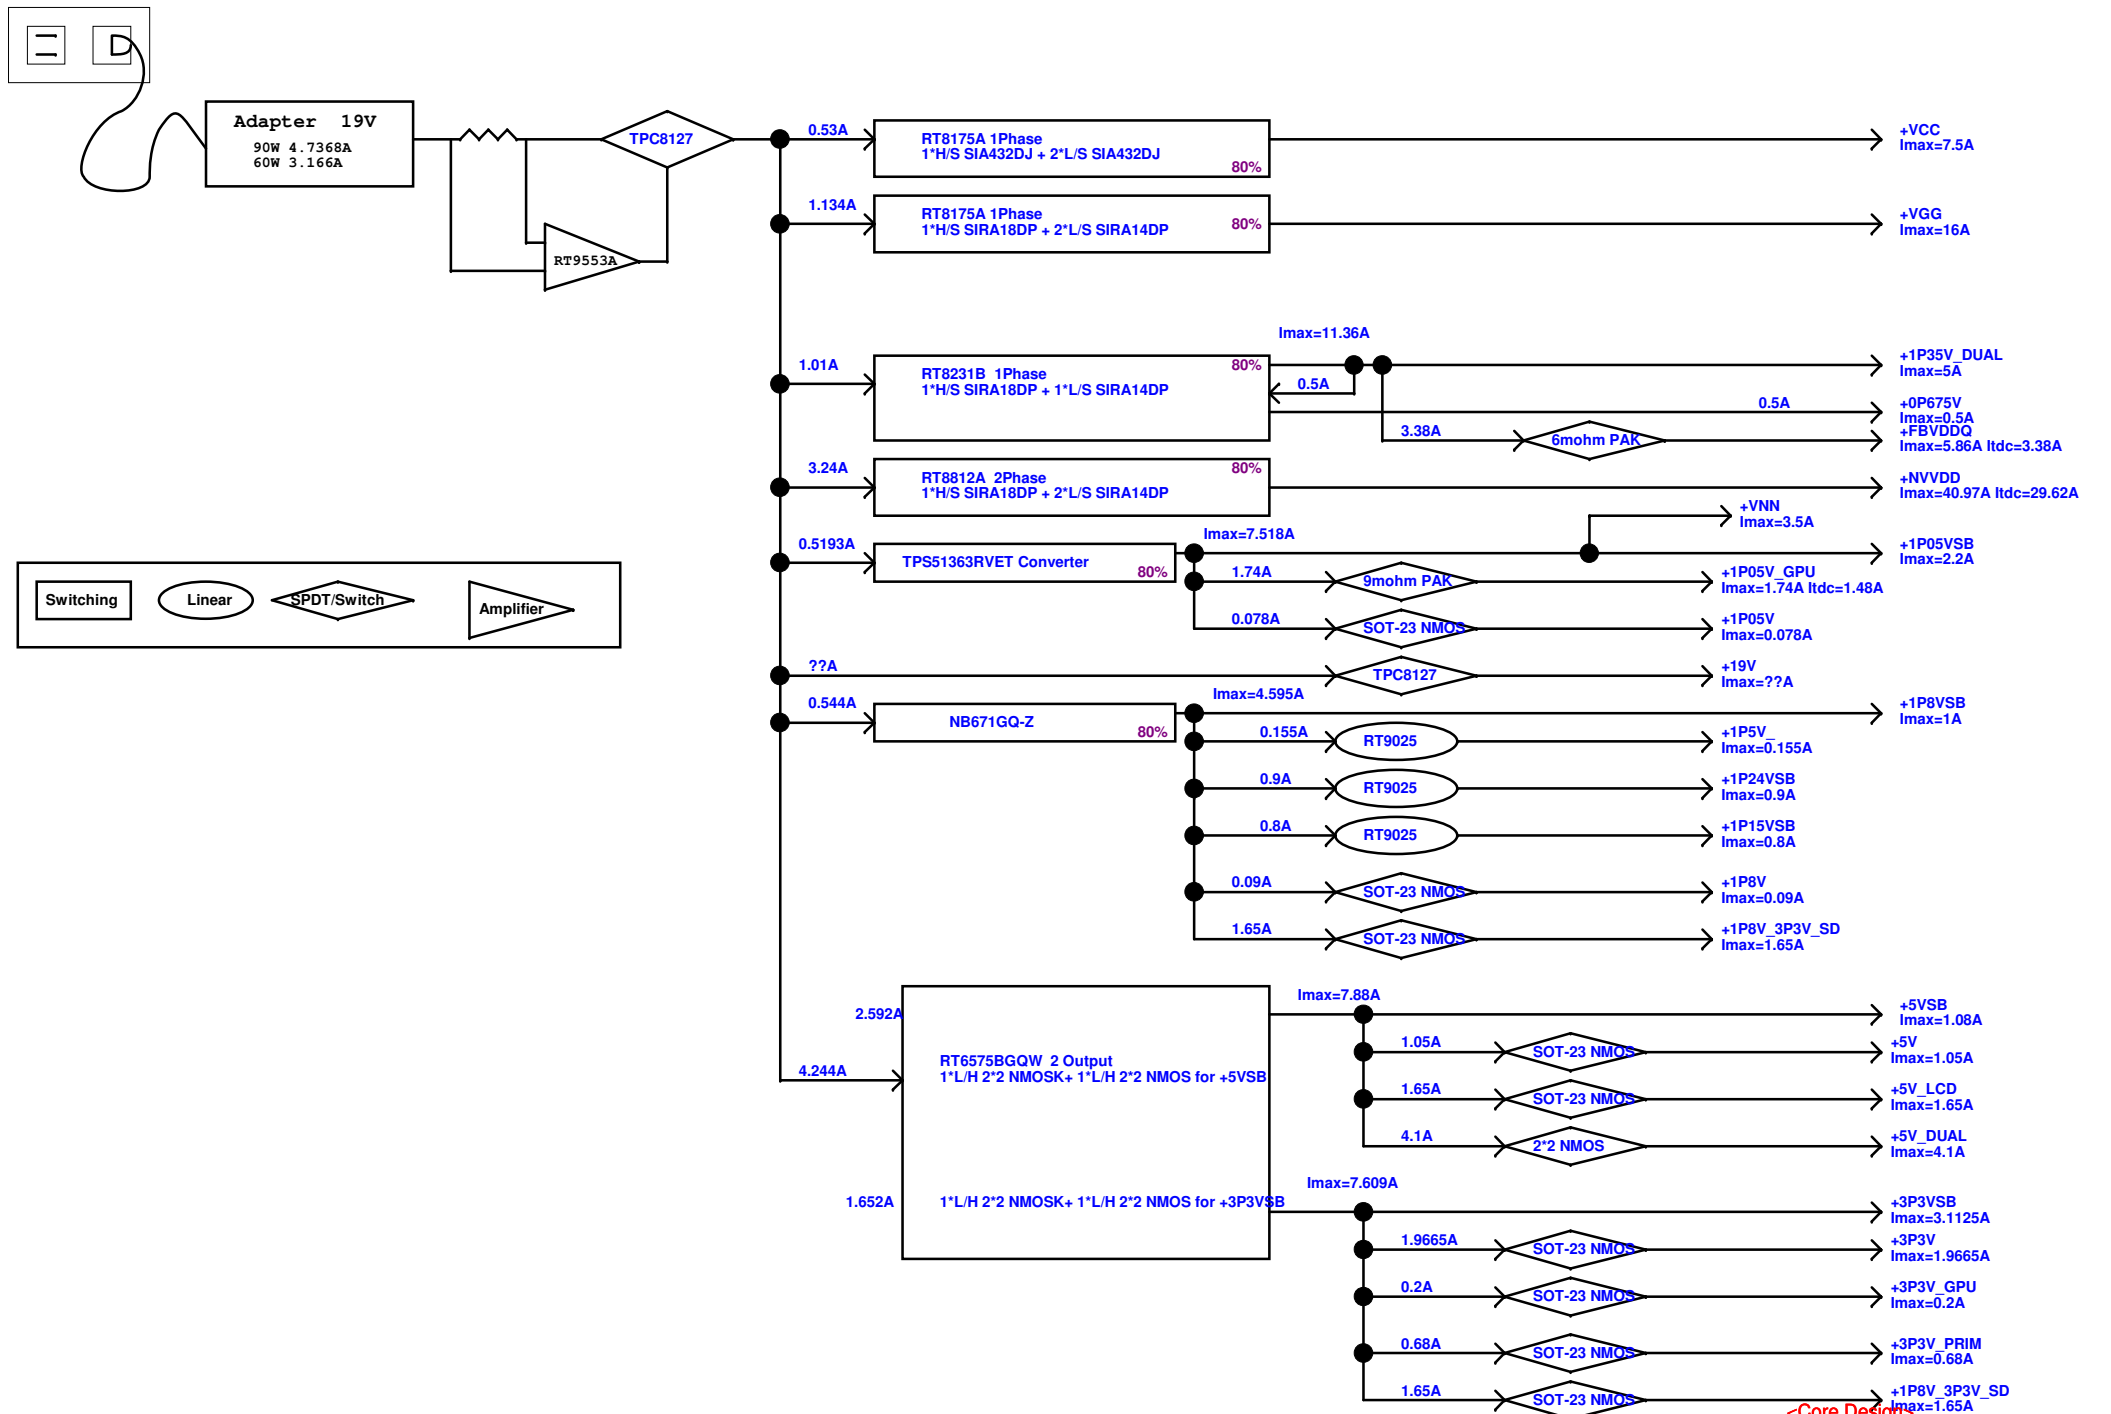 Adapter 19V
90W 4.7368A
60W 3.166A
TPC8127
RT9553A
0.53A
RT8175A 1Phase
1*H/S SIA432DJ + 2*L/S SIA432DJ
80%
+VCC
Imax=7.5A
1.134A
RT8175A 1Phase
1*H/S SIRA18DP + 2*L/S SIRA14DP
80%
+VGG
Imax=16A
Imax=11.36A
1.01A
RT8231B 1Phase
1*H/S SIRA18DP + 1*L/S SIRA14DP
80%
0.5A
+1P35V_DUAL
Imax=5A
0.5A
+0P675V
Imax=0.5A
3.38A
6mohm PAK
+FBVDDQ
Imax=5.86A Itdc=3.38A
3.24A
RT8812A 2Phase
1*H/S SIRA18DP + 2*L/S SIRA14DP
80%
+NVVDD
Imax=40.97A Itdc=29.62A
+VNN
Imax=3.5A
0.5193A
TPS51363RVET Converter
80%
Imax=7.518A
+1P05VSB
Imax=2.2A
1.74A
9mohm PAK
+1P05V_GPU
Imax=1.74A Itdc=1.48A
0.078A
SOT-23 NMOS
+1P05V
Imax=0.078A
Switching
Linear
SPDT/Switch
Amplifier
??A
TPC8127
+19V
Imax=??A
0.544A
NB671GQ-Z
80%
Imax=4.595A
+1P8VSB
Imax=1A
0.155A
RT9025
+1P5V_
Imax=0.155A
0.9A
RT9025
+1P24VSB
Imax=0.9A
0.8A
RT9025
+1P15VSB
Imax=0.8A
0.09A
SOT-23 NMOS
+1P8V
Imax=0.09A
1.65A
SOT-23 NMOS
+1P8V_3P3V_SD
Imax=1.65A
2.592A
4.244A
RT6575BGQW 2 Output
1*L/H 2*2 NMOSK+ 1*L/H 2*2 NMOS for +5VSB
Imax=7.88A
+5VSB
Imax=1.08A
1.05A
SOT-23 NMOS
+5V
Imax=1.05A
1.65A
SOT-23 NMOS
+5V_LCD
Imax=1.65A
4.1A
2*2 NMOS
+5V_DUAL
Imax=4.1A
1.652A
1*L/H 2*2 NMOSK+ 1*L/H 2*2 NMOS for +3P3VSB
Imax=7.609A
+3P3VSB
Imax=3.1125A
1.9665A
SOT-23 NMOS
+3P3V
Imax=1.9665A
0.2A
SOT-23 NMOS
+3P3V_GPU
Imax=0.2A
0.68A
SOT-23 NMOS
+3P3V_PRIM
Imax=0.68A
1.65A
SOT-23 NMOS
+1P8V_3P3V_SD
Imax=1.65A
<Core Design>